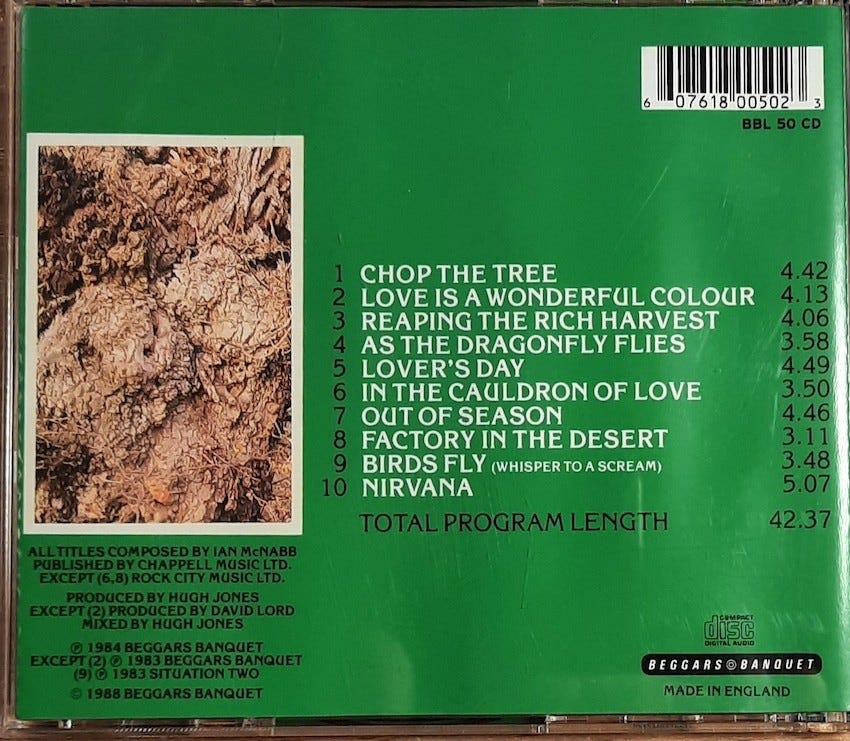 6 07618 00502 3
BBL 50 CD
1 CHOP THE TREE 4.42
2 LOVE IS A WONDERFUL COLOUR 4.13
3 REAPING THE RICH HARVEST 4.06
4 AS THE DRAGONFLY FLIES 3.58
5 LOVER'S DAY 4.49
6 IN THE CAULDRON OF LOVE 3.50
7 OUT OF SEASON 4.46
8 FACTORY IN THE DESERT 3.11
9 BIRDS FLY (WHISPER TO A SCREAM) 3.48
10 NIRVANA 5.07
TOTAL PROGRAM LENGTH 42.37
ALL TITLES COMPOSED BY IAN McNABB
PUBLISHED BY CHAPPELL MUSIC LTD.
EXCEPT (6,8) ROCK CITY MUSIC LTD.
PRODUCED BY HUGH JONES
EXCEPT (2) PRODUCED BY DAVID LORD
MIXED BY HUGH JONES
℗ 1984 BEGGARS BANQUET
EXCEPT (2) ℗ 1983 BEGGARS BANQUET
(9) ℗ 1983 SITUATION TWO
© 1988 BEGGARS BANQUET
COMPACT
disc
DIGITAL AUDIO
BEGGARS © BANQUET
MADE IN ENGLAND